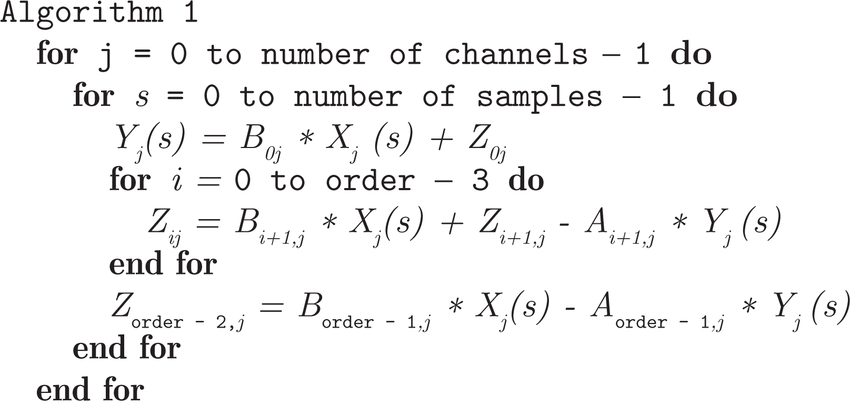 Algorithm 1
for j = 0 to number of channels − 1 do
for s = 0 to number of samples − 1 do
Y_j(s) = B_{0j} * X_j (s) + Z_{0j}
for i = 0 to order − 3 do
Z_{ij} = B_{i+1,j} * X_j(s) + Z_{i+1,j} - A_{i+1,j} * Y_j (s)
end for
Z_{order - 2,j} = B_{order - 1,j} * X_j(s) - A_{order - 1,j} * Y_j (s)
end for
end for